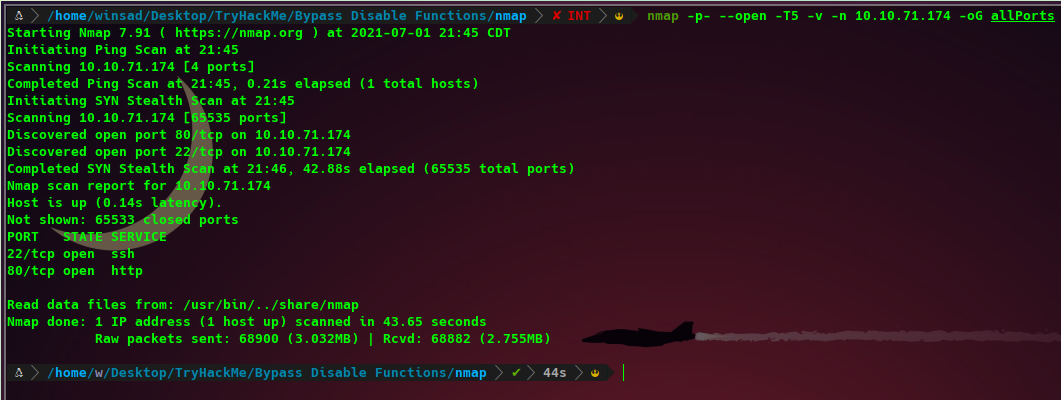 /home/winsad/Desktop/TryHackMe/Bypass Disable Functions/nmap ✘ INT nmap -p- --open -T5 -v -n 10.10.71.174 -oG allPorts
Starting Nmap 7.91 ( https://nmap.org ) at 2021-07-01 21:45 CDT
Initiating Ping Scan at 21:45
Scanning 10.10.71.174 [4 ports]
Completed Ping Scan at 21:45, 0.21s elapsed (1 total hosts)
Initiating SYN Stealth Scan at 21:45
Scanning 10.10.71.174 [65535 ports]
Discovered open port 80/tcp on 10.10.71.174
Discovered open port 22/tcp on 10.10.71.174
Completed SYN Stealth Scan at 21:46, 42.88s elapsed (65535 total ports)
Nmap scan report for 10.10.71.174
Host is up (0.14s latency).
Not shown: 65533 closed ports
PORT   STATE SERVICE
22/tcp open  ssh
80/tcp open  http
Read data files from: /usr/bin/../share/nmap
Nmap done: 1 IP address (1 host up) scanned in 43.65 seconds
Raw packets sent: 68900 (3.032MB) | Rcvd: 68882 (2.755MB)
/home/w/Desktop/TryHackMe/Bypass Disable Functions/nmap ✔ 44s